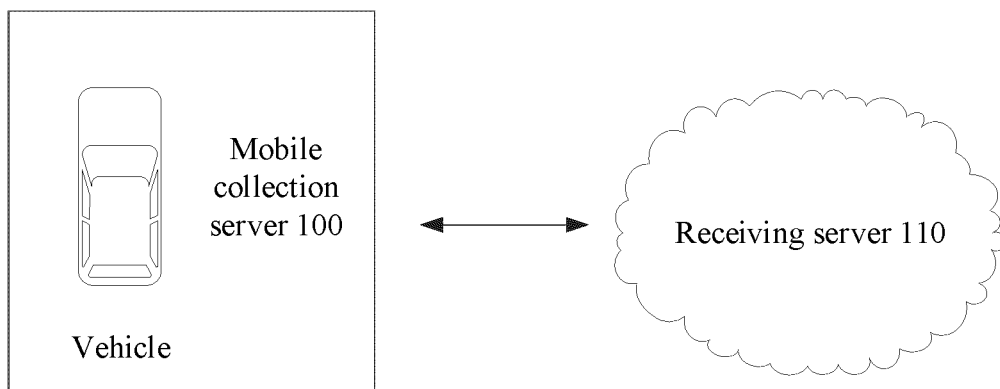 Mobile
collection
server 100
Vehicle
Receiving server 110